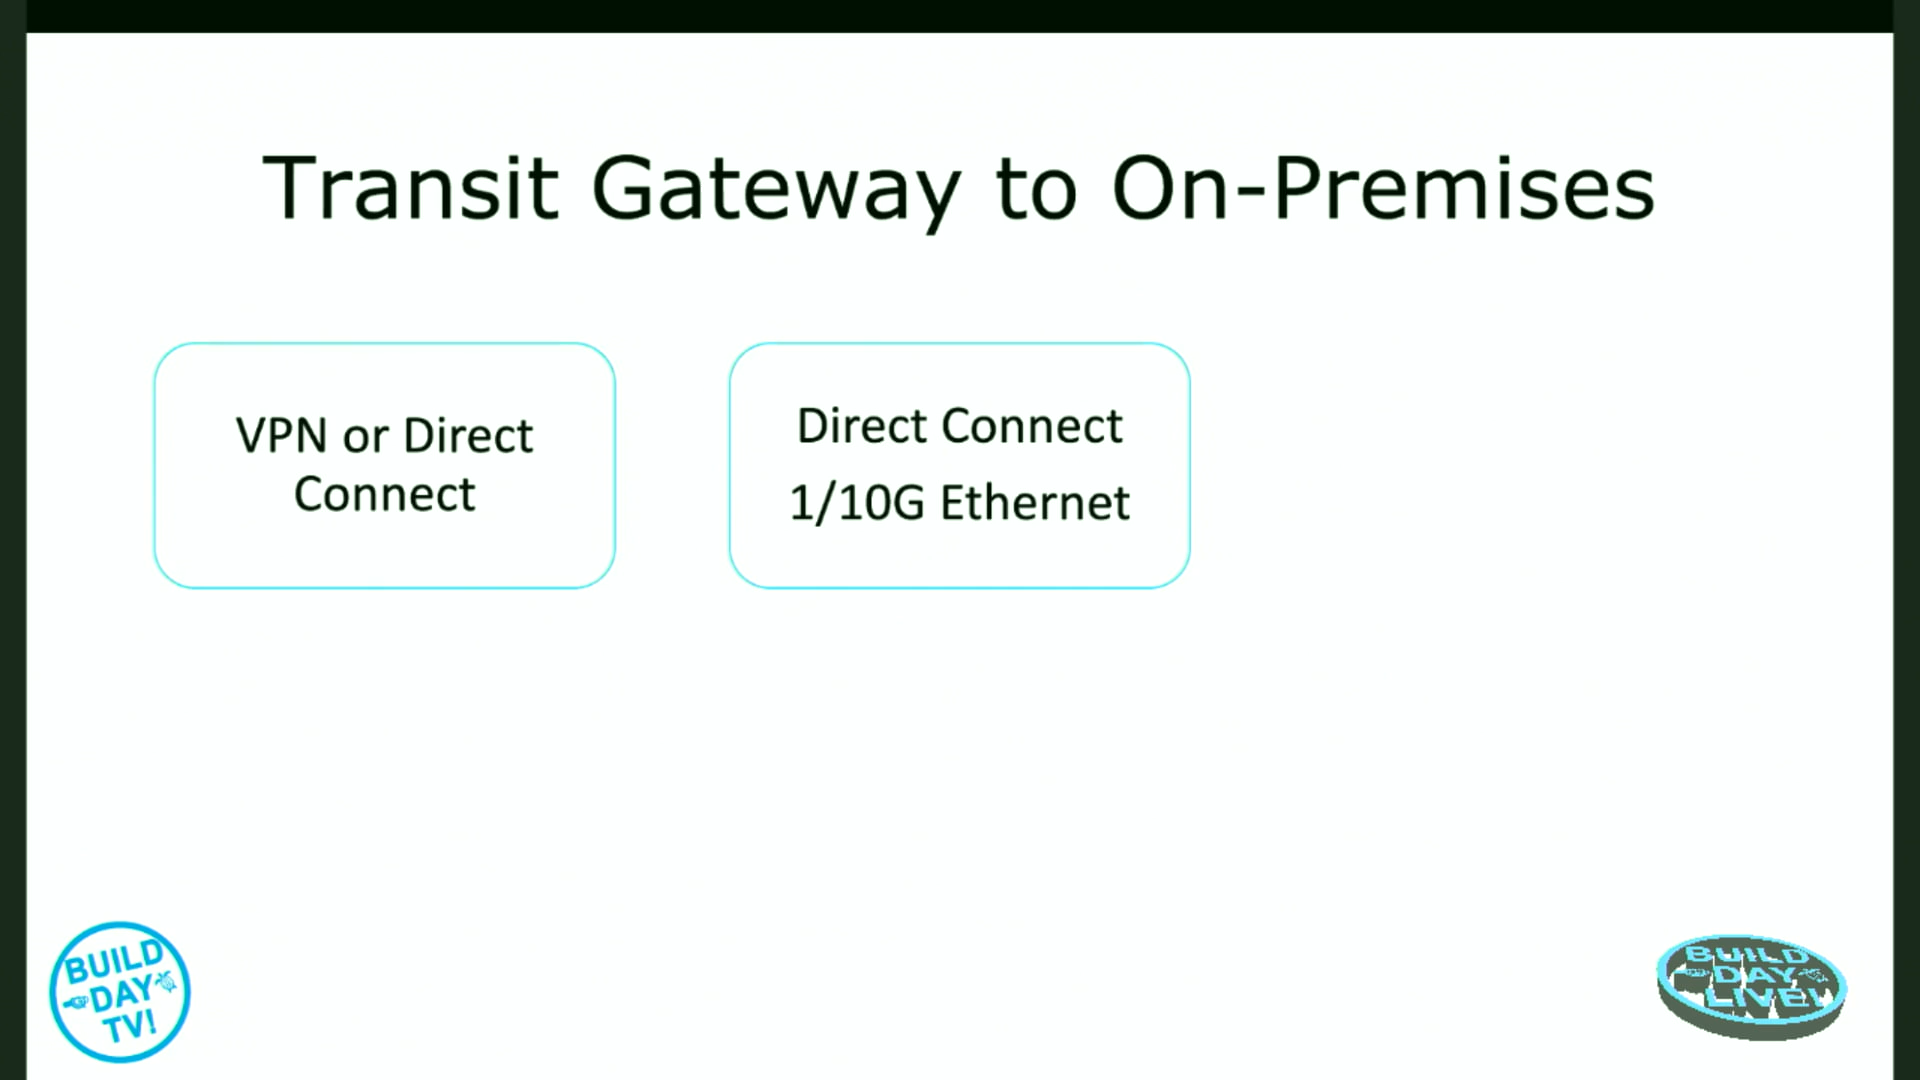 Transit Gateway to On-Premises
VPN or Direct
Connect
Direct Connect
1/10G Ethernet
BUILD
DAY
TV!
BUILD
DAY
LIVE!